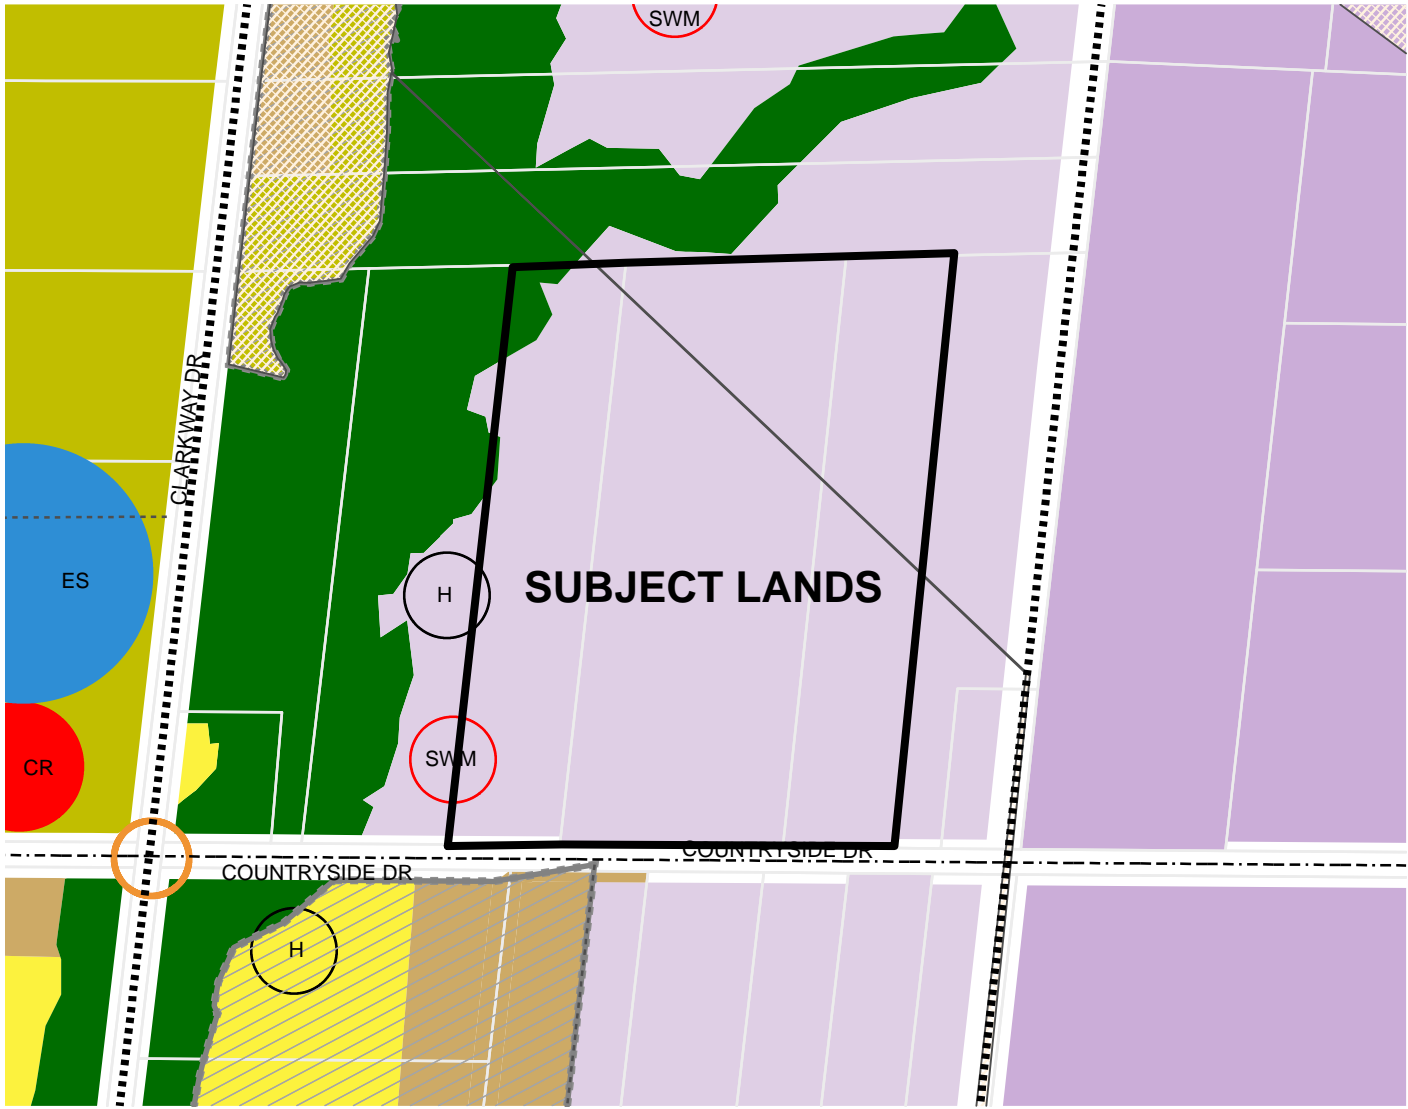 SWM
CLARKWAY DR
ES
H
SUBJECT LANDS
SWM
CR
COUNTRYSIDE DR
COUNTRYSIDE DR
H